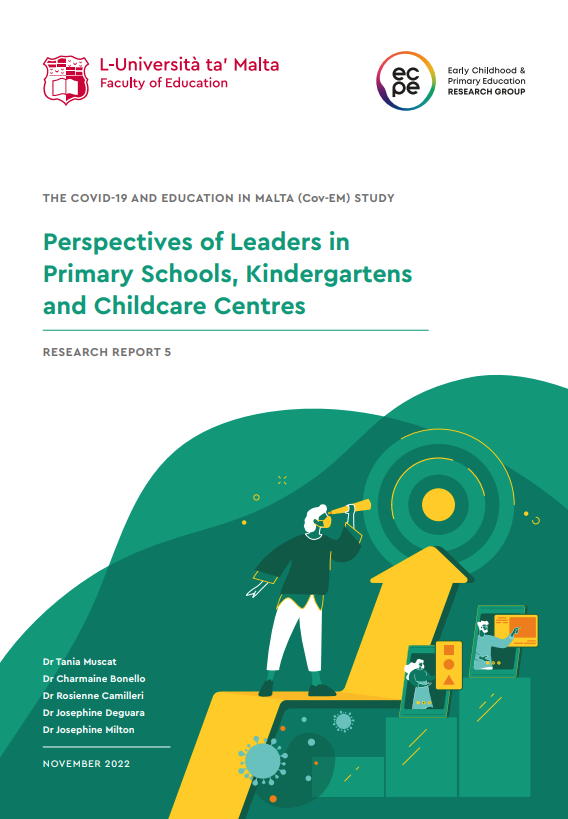 L-Università ta' Malta
Faculty of Education
ec
pe
Early Childhood &
Primary Education
RESEARCH GROUP
THE COVID-19 AND EDUCATION IN MALTA (Cov-EM) STUDY
Perspectives of Leaders in
Primary Schools, Kindergartens
and Childcare Centres
RESEARCH REPORT 5
Dr Tania Muscat
Dr Charmaine Bonello
Dr Rosienne Camilleri
Dr Josephine Deguara
Dr Josephine Milton
NOVEMBER 2022